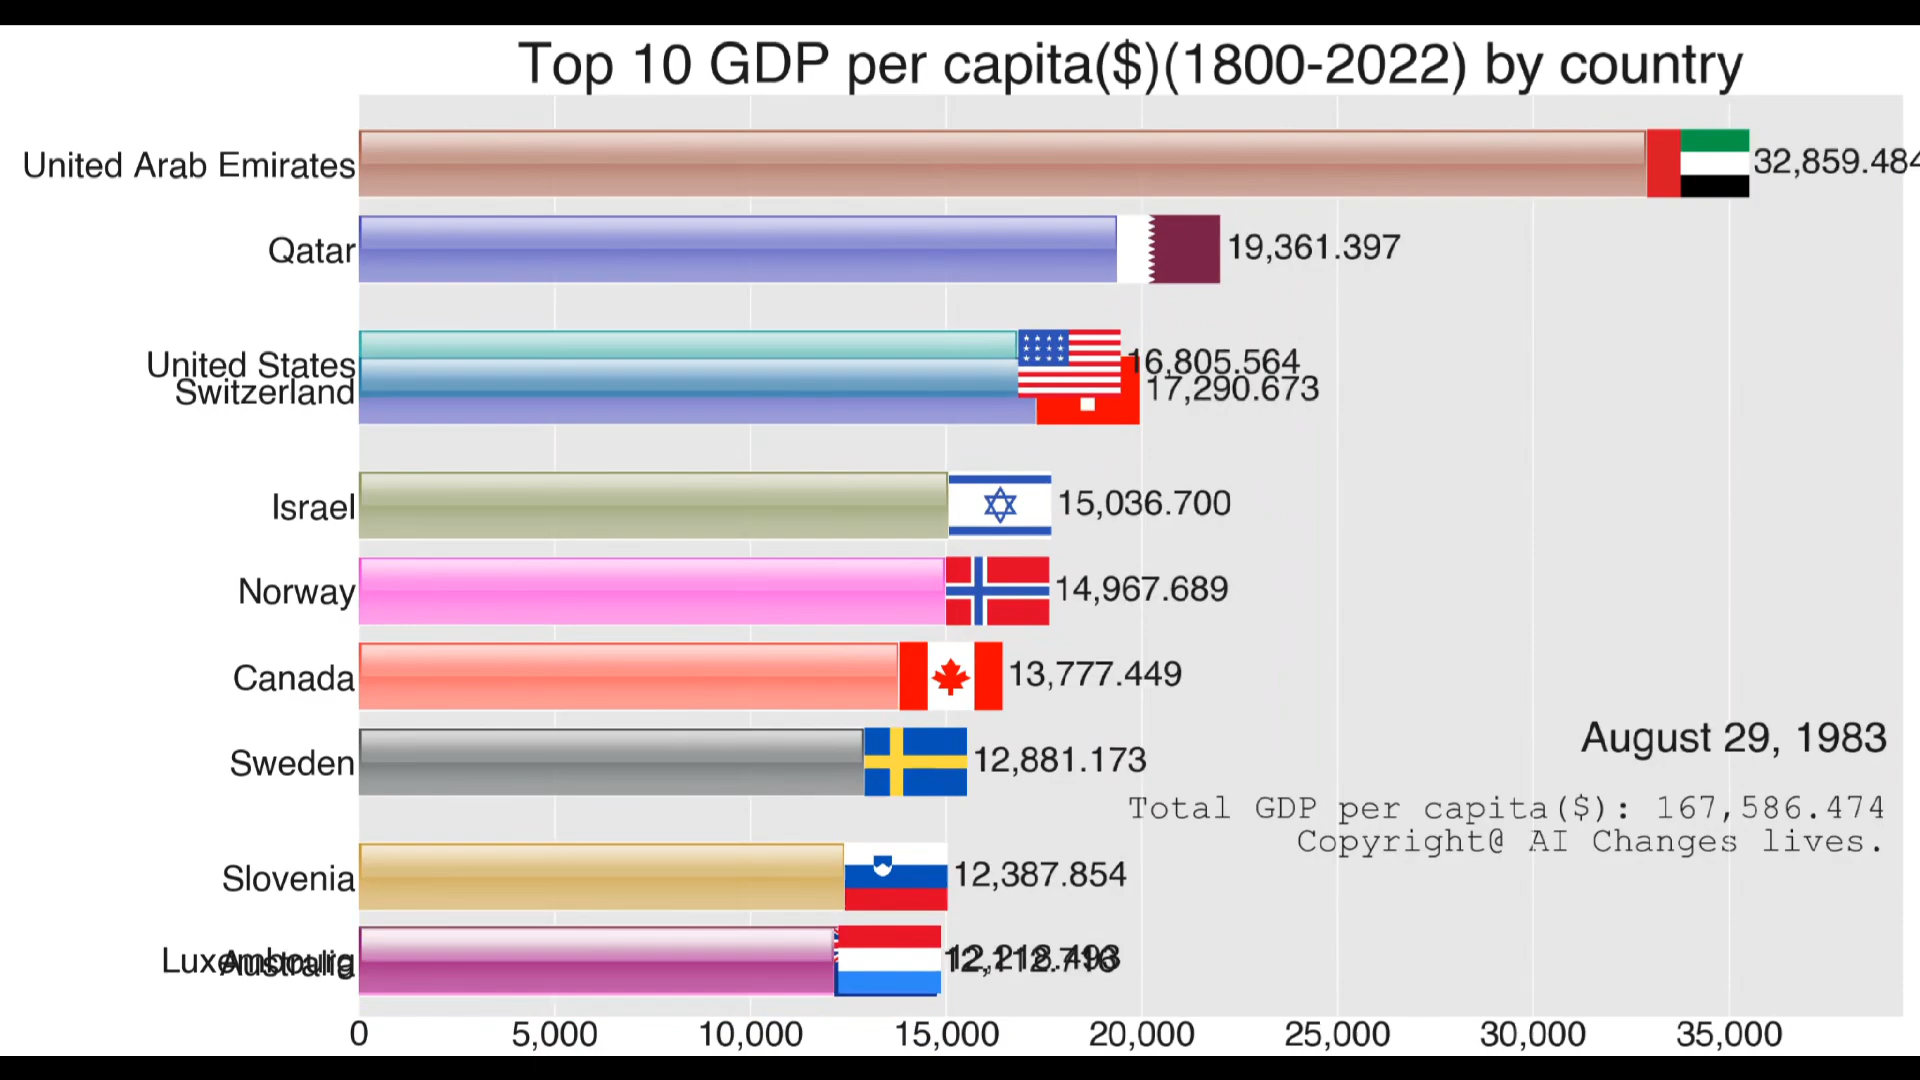 Top 10 GDP per capita($)(1800-2022) by country
United Arab Emirates 32,859.484
Qatar 19,361.397
United States 16,805.564
Switzerland 17,290.673
Israel 15,036.700
Norway 14,967.689
Canada 13,777.449
Sweden 12,881.173
August 29, 1983
Total GDP per capita($): 167,586.474
Copyright@ AI Changes lives.
Slovenia 12,387.854
Luxembourg
Australia
0 5,000 10,000 15,000 20,000 25,000 30,000 35,000